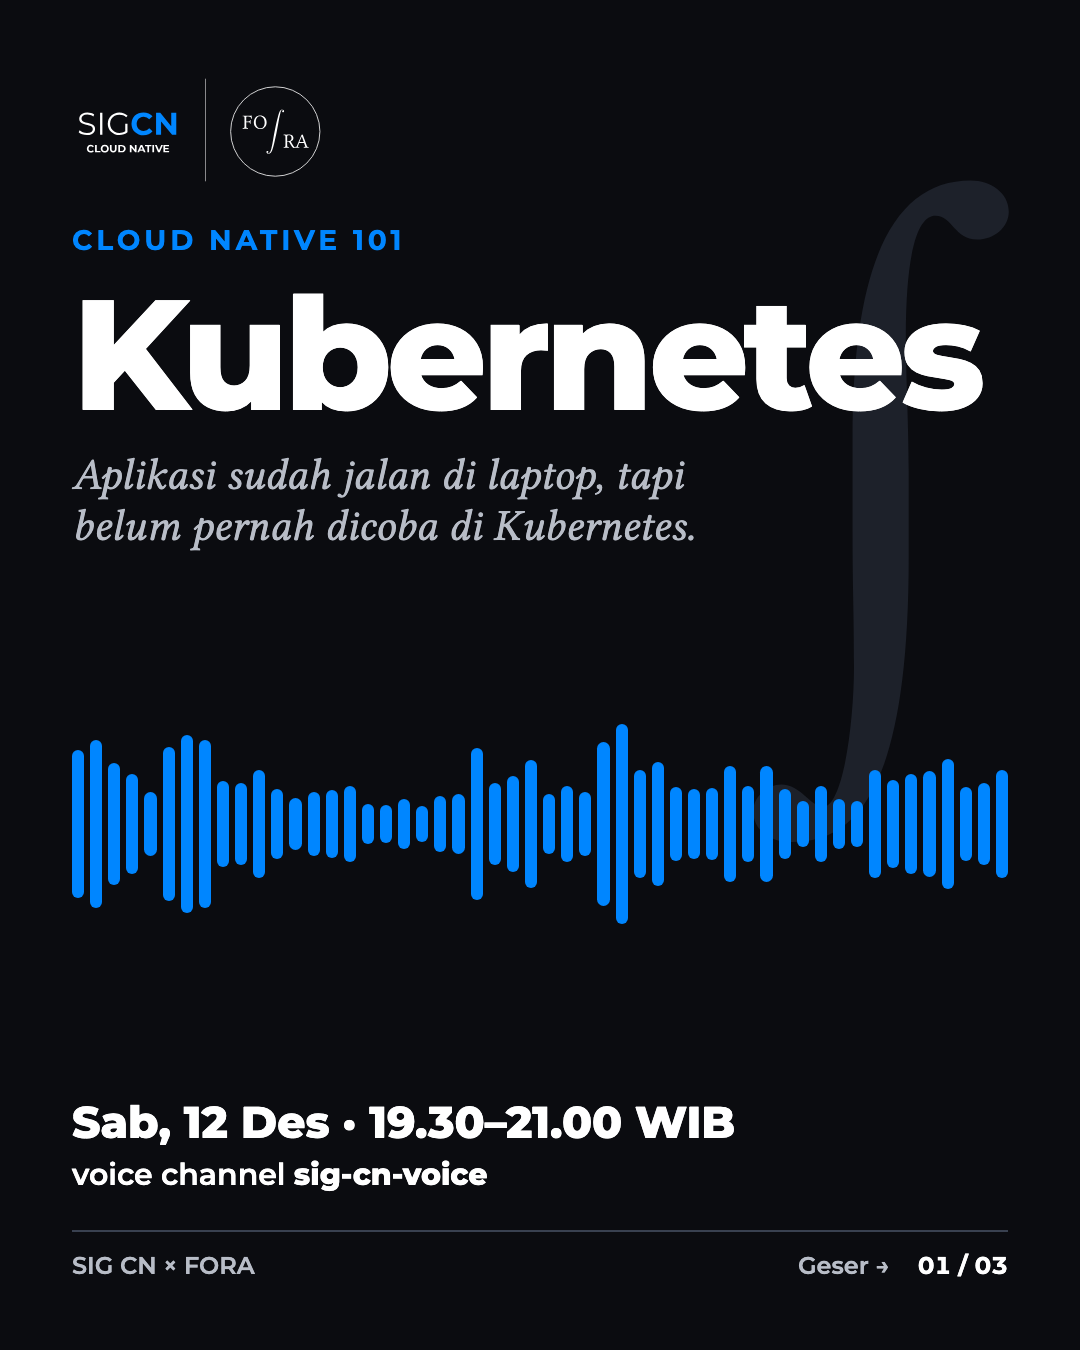 SIGCN
CLOUD NATIVE
FO∫RA
CLOUD NATIVE 101
Kubernetes
Aplikasi sudah jalan di laptop, tapi
belum pernah dicoba di Kubernetes.
Sab, 12 Des · 19.30–21.00 WIB
voice channel sig-cn-voice
SIG CN × FORA
Geser → 01 / 03